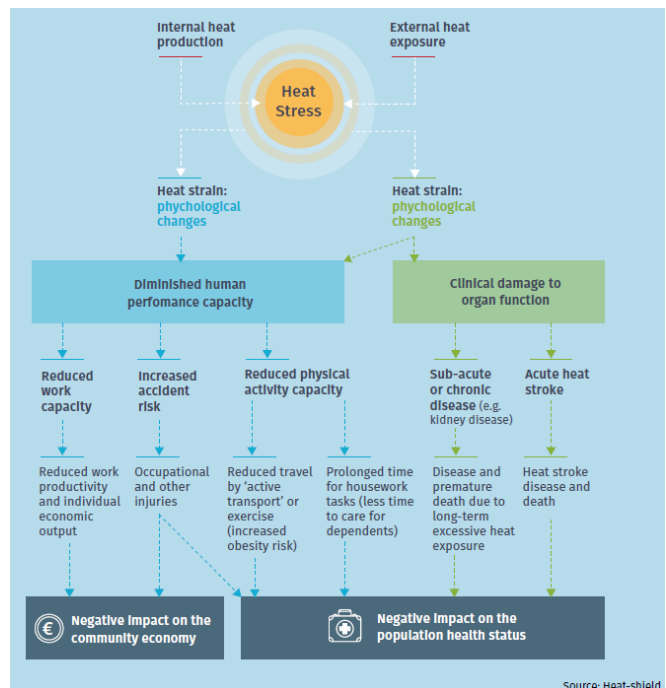 Internal heat
production
External heat
exposure
Heat
Stress
Heat strain:
phychological
changes
Heat strain:
phychological
changes
Diminished human
perfomance capacity
Clinical damage to
organ function
Reduced
work
capacity
Increased
accident
risk
Reduced physical
activity capacity
Sub-acute
or chronic
disease (e.g.
kidney disease)
Acute heat
stroke
Reduced work
productivity
and individual
economic
output
Occupational
and other
injuries
Reduced travel
by ‘active
transport’ or
exercise
(increased
obesity risk)
Prolonged time
for housework
tasks (less time
to care for
dependents)
Disease and
premature
death due to
long-term
excessive heat
exposure
Heat stroke
disease and
death
€
Negative impact on the
community economy
Negative impact on the
population health status
Source: Heat-shield